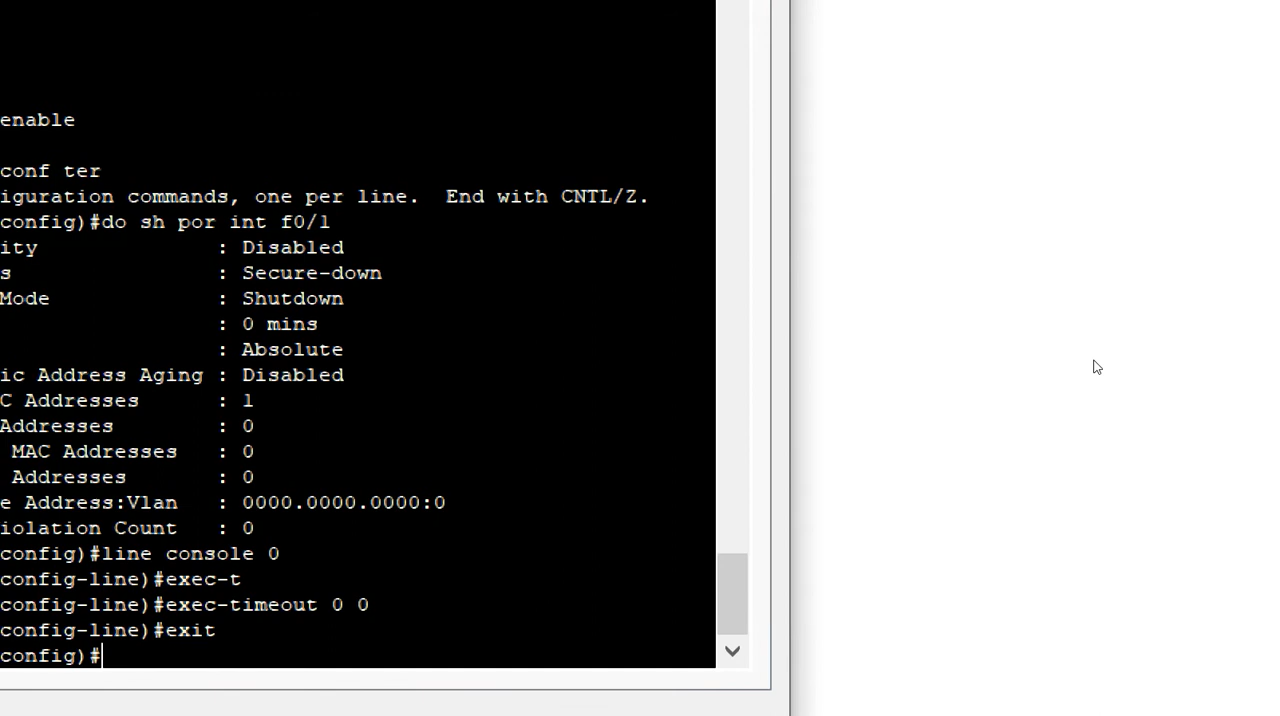 enable
conf ter
iguration commands, one per line.  End with CNTL/Z.
config)#do sh por int f0/1
ity : Disabled
s : Secure-down
Mode : Shutdown
: 0 mins
: Absolute
ic Address Aging : Disabled
C Addresses : 1
Addresses : 0
MAC Addresses : 0
Addresses : 0
e Address:Vlan : 0000.0000.0000:0
iolation Count : 0
config)#line console 0
config-line)#exec-t
config-line)#exec-timeout 0 0
config-line)#exit
config)#